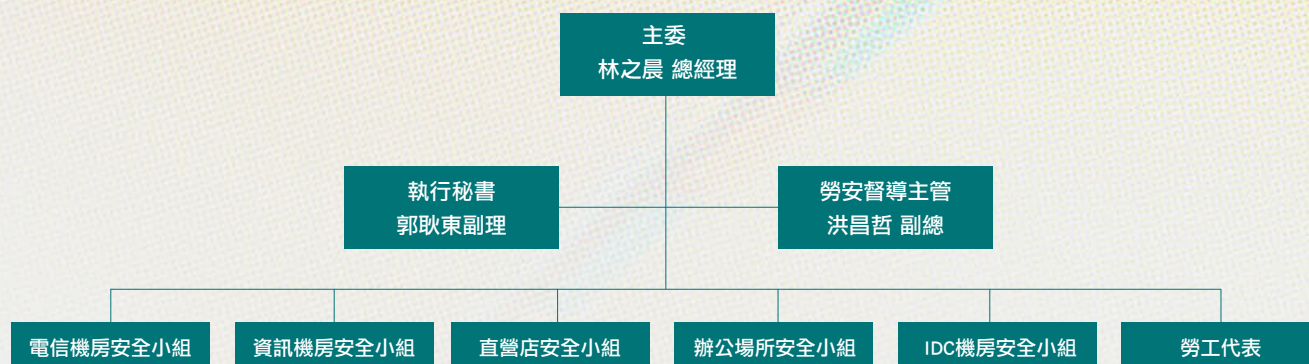 主委
林之晨 總經理
執行秘書
郭耿東副理
勞安督導主管
洪昌哲 副總
電信機房安全小組
資訊機房安全小組
直營店安全小組
辦公場所安全小組
IDC機房安全小組
勞工代表